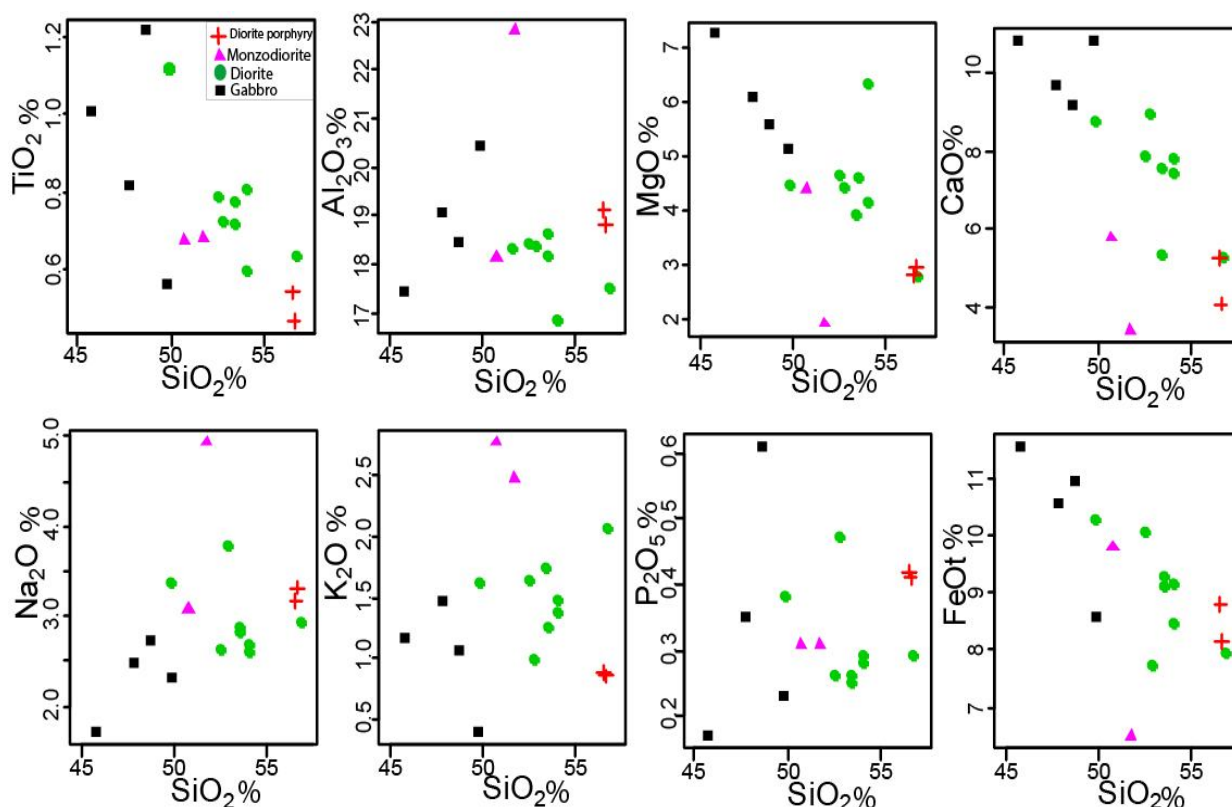 TiO2 %
1.2
1.0
0.8
0.6
45 50 55
SiO2%
Diorite porphyry
Monzodiorite
Diorite
Gabbro
Al2O3 %
23
22
21
20
19
18
17
45 50 55
SiO2 %
MgO %
7
6
5
4
3
2
45 50 55
SiO2%
CaO%
10
8
6
4
45 50 55
SiO2%
Na2O %
5.0
4.0
3.0
2.0
45 50 55
SiO2%
K2O %
2.5
2.0
1.5
1.0
0.5
45 50 55
SiO2%
P2O5 %
0.6
0.5
0.4
0.3
0.2
45 50 55
SiO2%
FeOt %
11
10
9
8
7
45 50 55
SiO2%